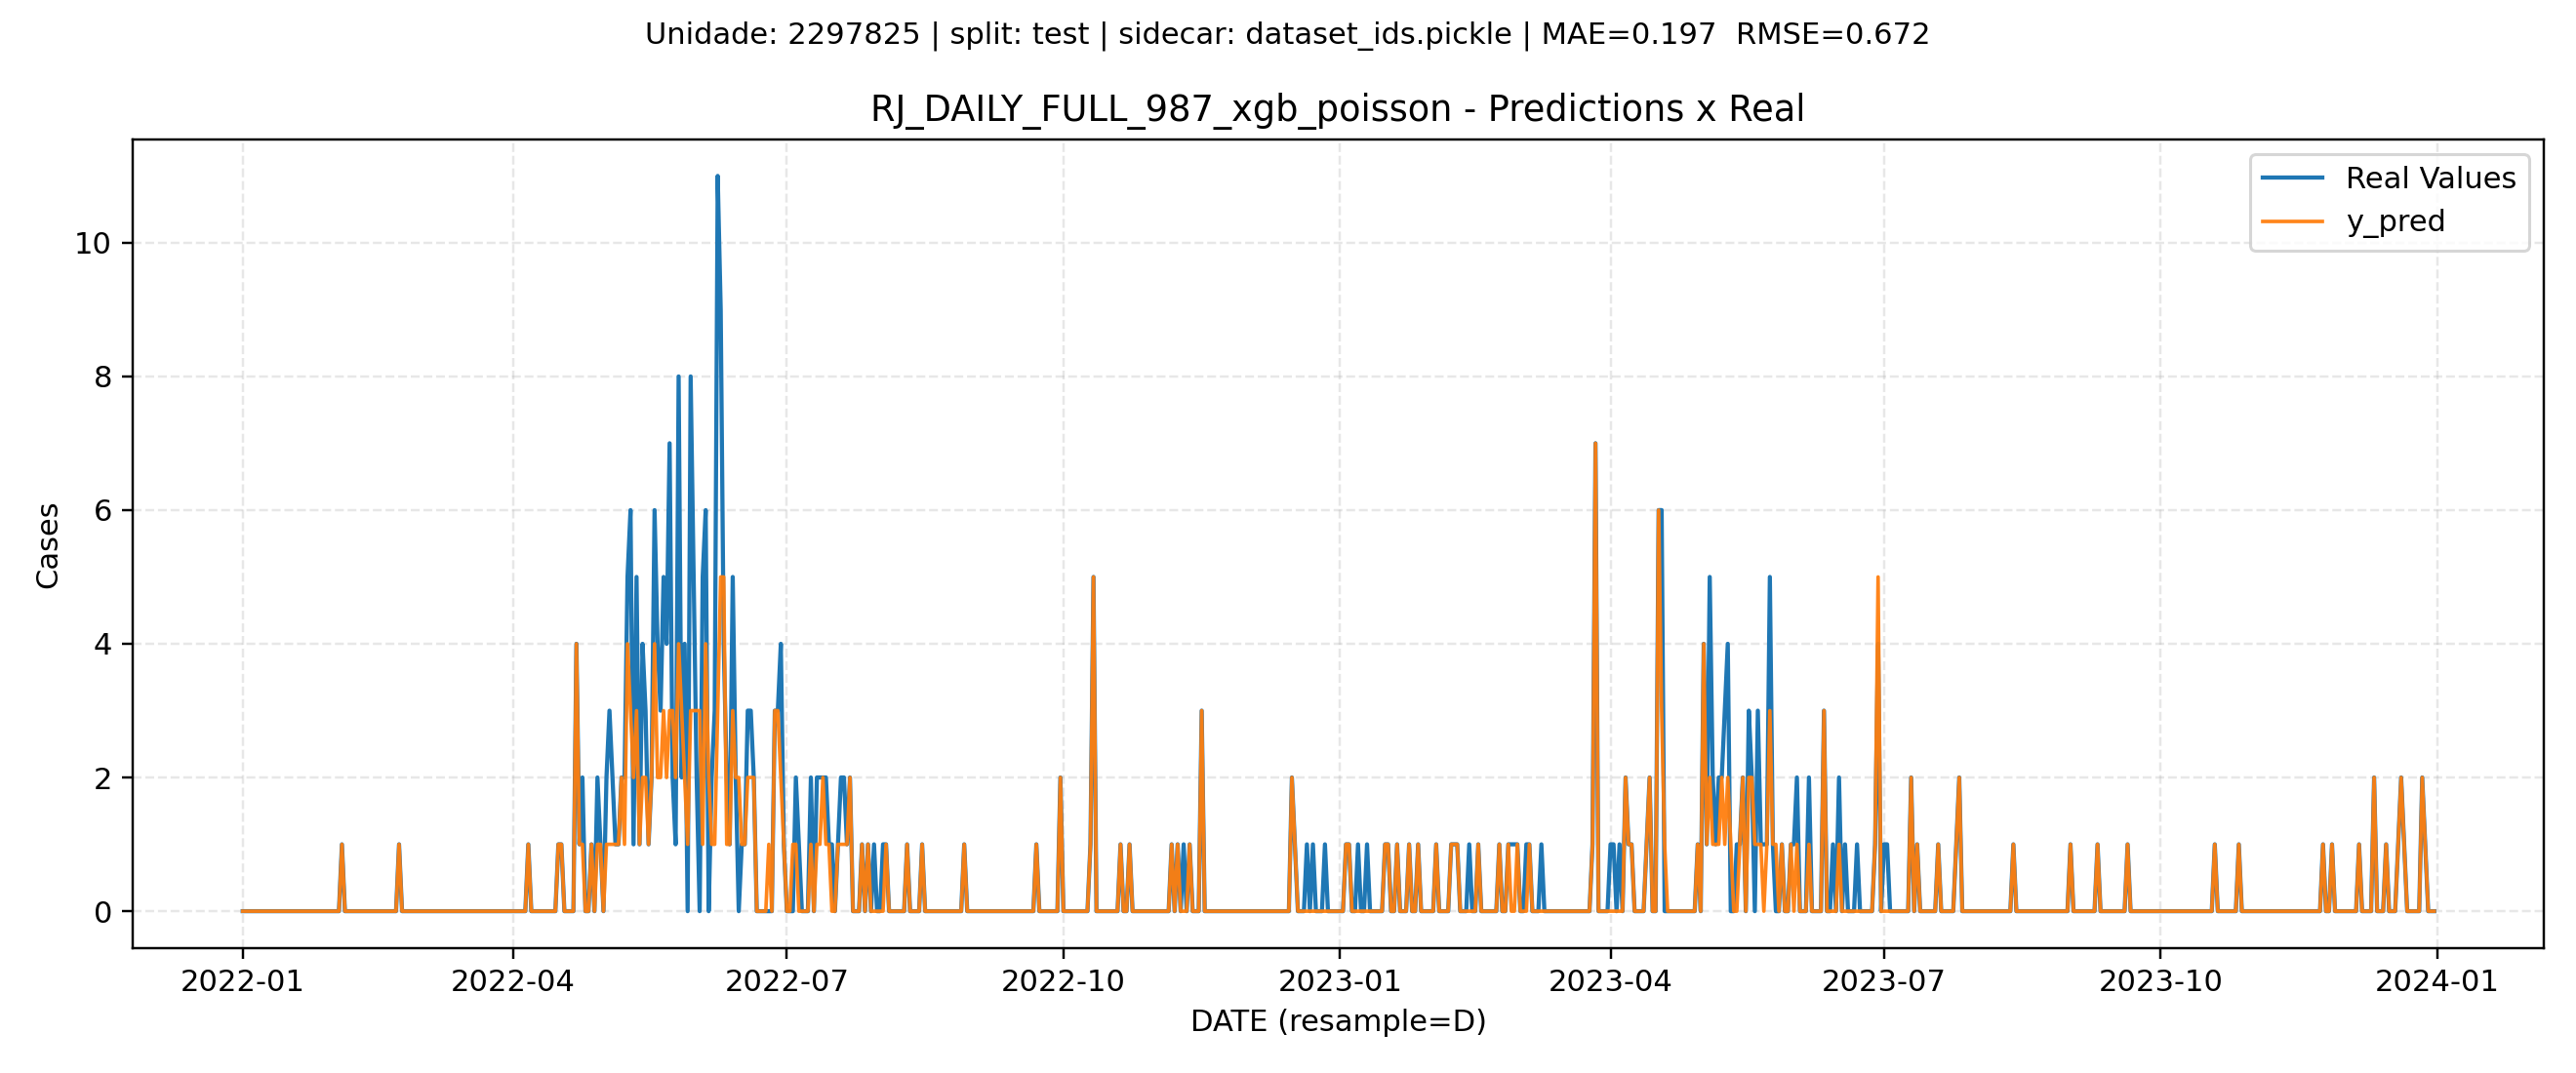 Unidade: 2297825 | split: test | sidecar: dataset_ids.pickle | MAE=0.197  RMSE=0.672
RJ_DAILY_FULL_987_xgb_poisson - Predictions x Real
Real Values
y_pred
Cases
10
8
6
4
2
0
2022-01
2022-04
2022-07
2022-10
2023-01
2023-04
2023-07
2023-10
2024-01
DATE (resample=D)